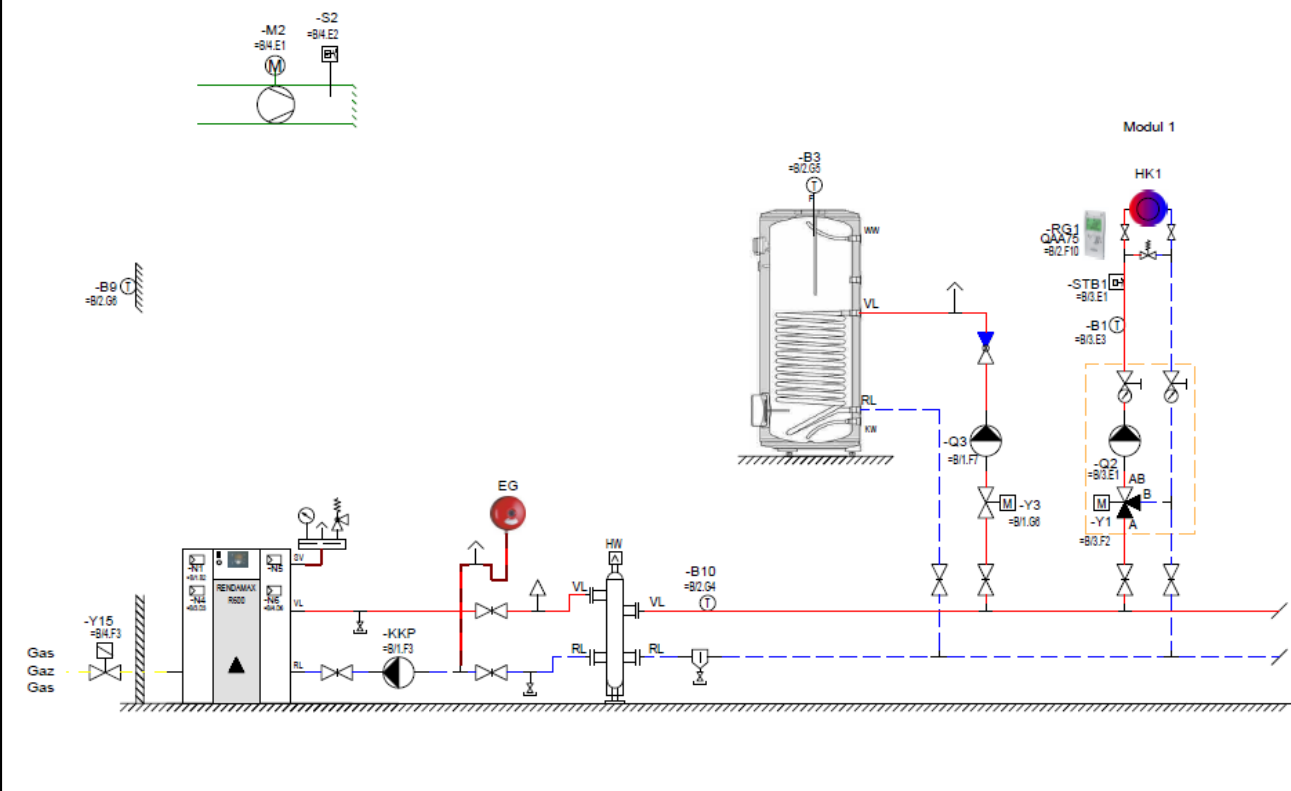 -S2
=B/4.E2
-M2
=B/4.E1
M
Modul 1
-B3
=B/2.G5
T
F
HK1
WW
-RG1
QAA75
=B/2.F10
-B9
T
=B/2.G6
-STB1
=B/3.E1
VL
-B1
T
=B/3.E3
RL
KW
-Q3
=B/1.F7
-Q2
=B/3.E1
AB
B
EG
M
-Y3
=B/1.G6
M
-Y1
A
=B/3.F2
HW
SV
-N1
=B/1.B2
-N5
RENDAMAX
R600
-N4
-N6
-B10
=B/2.G4
T
VL
VL
VL
-Y15
=B/4.F3
-KKP
=B/1.F3
RL
RL
RL
Gas
Gaz
Gas